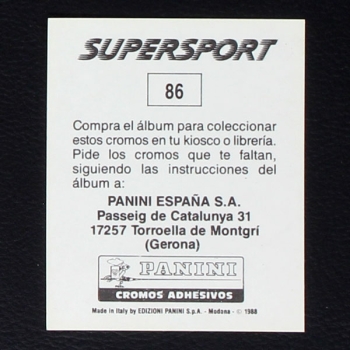 SUPERSPORT
86
Compra el álbum para coleccionar
estos cromos en tu kiosco o librería.
Pide los cromos que te faltan,
siguiendo las instrucciones del
álbum a:
PANINI ESPAÑA S.A.
Passeig de Catalunya 31
17257 Torroella de Montgrí
(Gerona)
PANINI
CROMOS ADHESIVOS
Made in Italy by EDIZIONI PANINI S.p.A. - Modena - © 1988